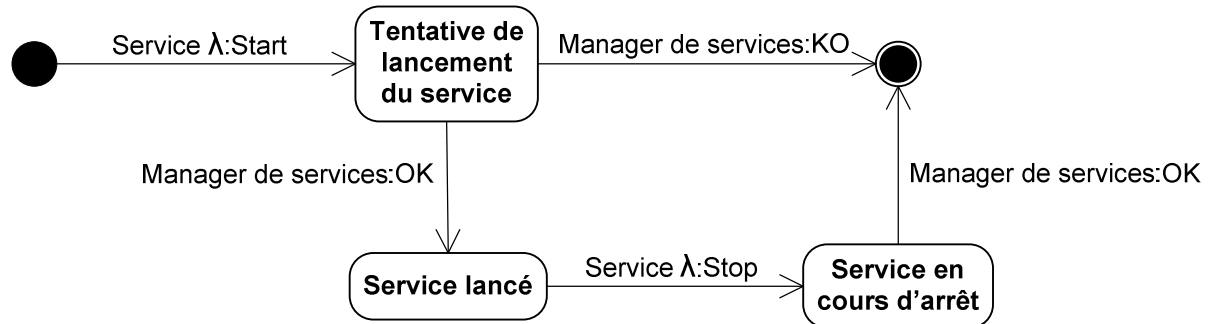 Service λ:Start
Tentative de
lancement
du service
Manager de services:KO
Manager de services:OK
Manager de services:OK
Service lancé
Service λ:Stop
Service en
cours d’arrêt